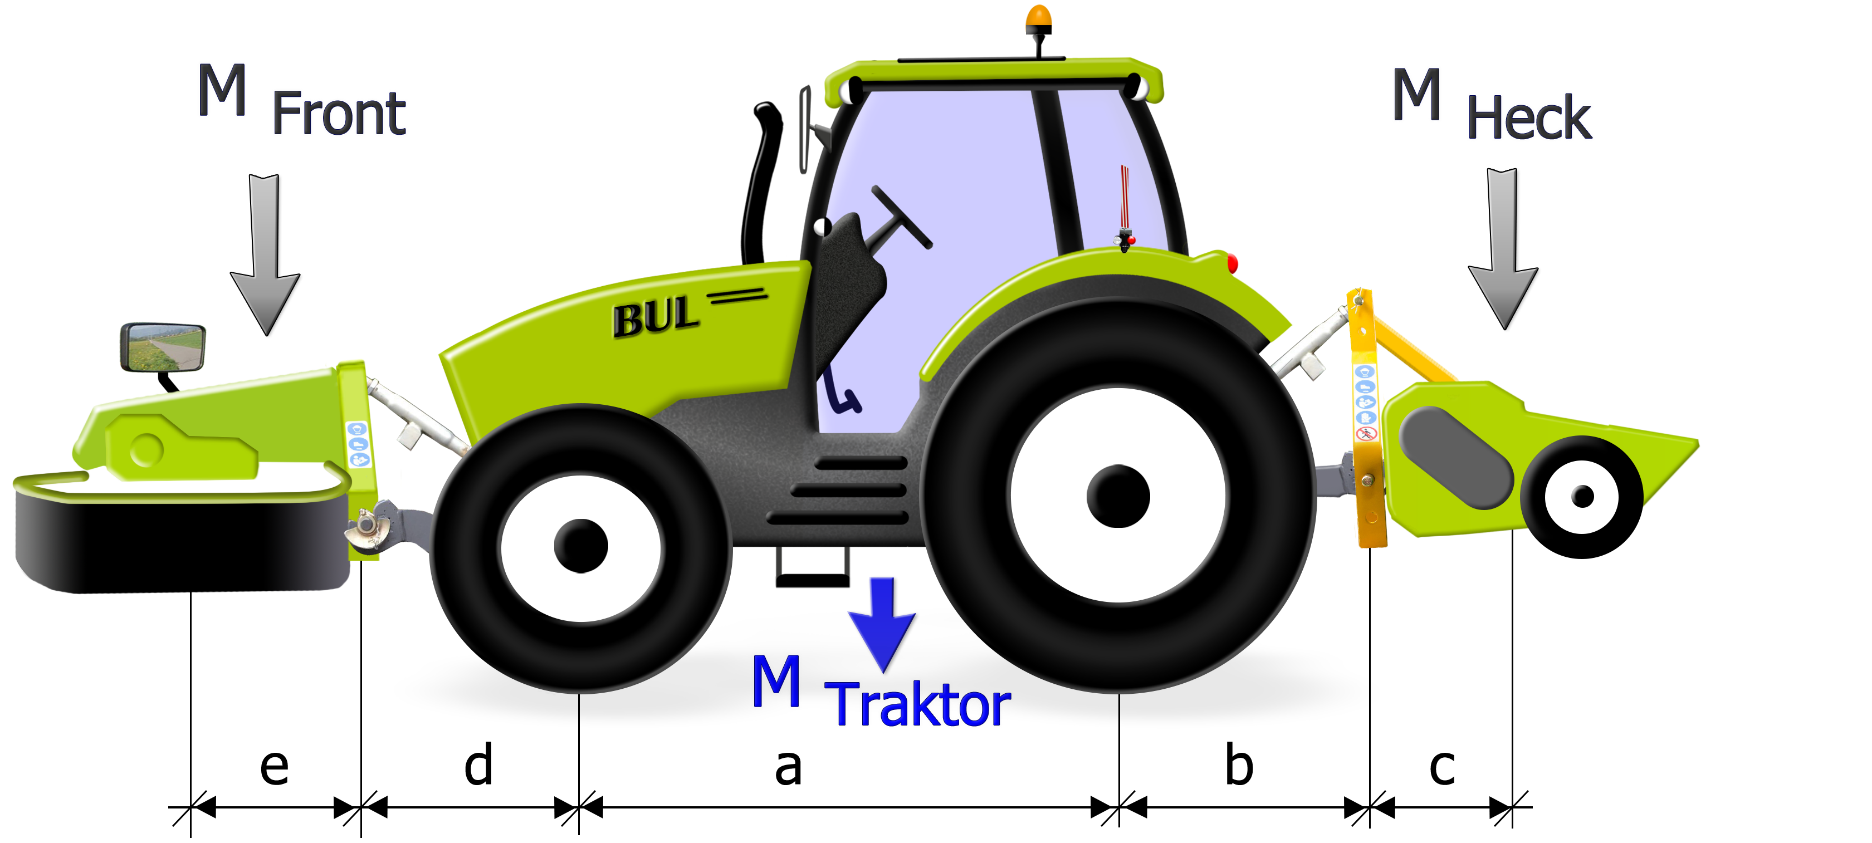 M Front
M Heck
BUL
M Traktor
e d a b c